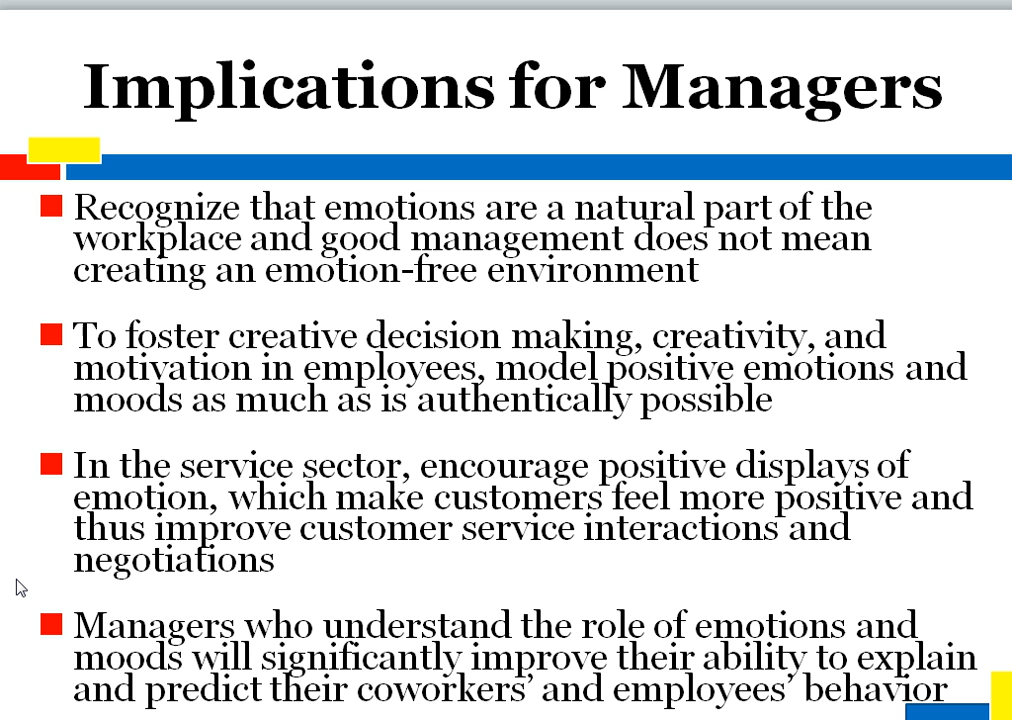 Implications for Managers
Recognize that emotions are a natural part of the
workplace and good management does not mean
creating an emotion-free environment
To foster creative decision making, creativity, and
motivation in employees, model positive emotions and
moods as much as is authentically possible
In the service sector, encourage positive displays of
emotion, which make customers feel more positive and
thus improve customer service interactions and
negotiations
Managers who understand the role of emotions and
moods will significantly improve their ability to explain
and predict their coworkers’ and employees’ behavior